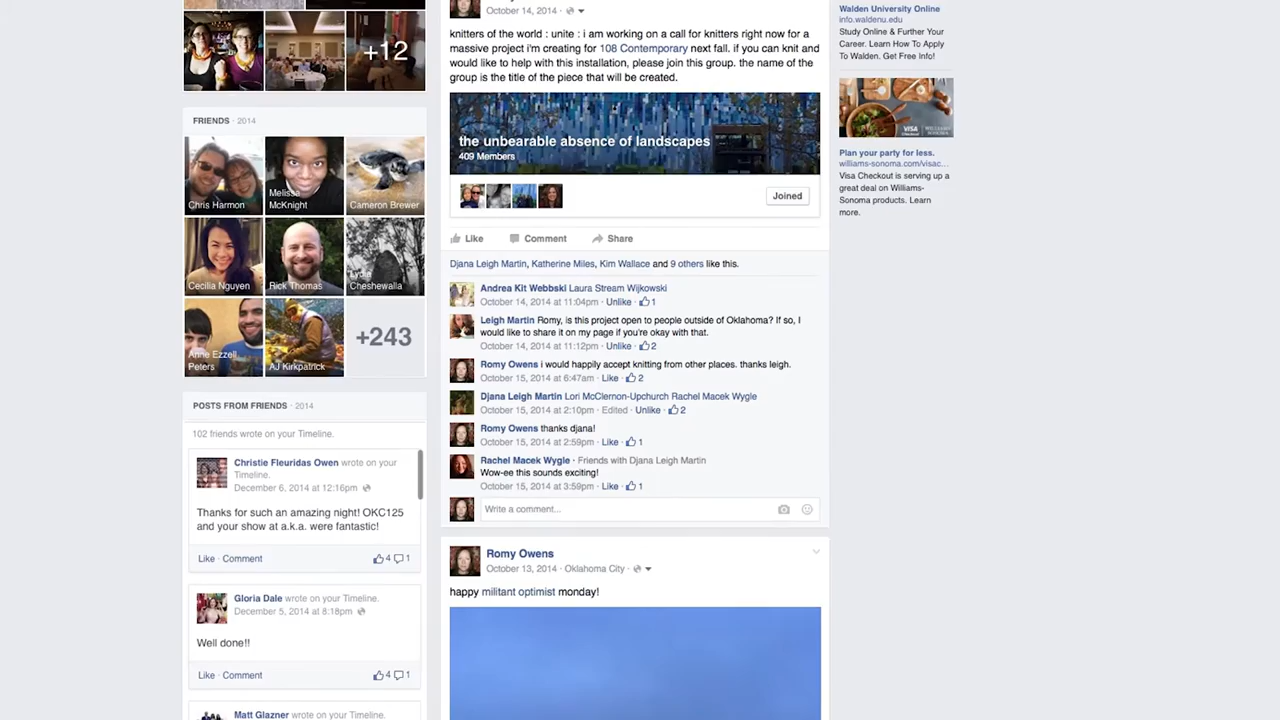 +12
FRIENDS · 2014
Chris Harmon
Melissa
McKnight
Cameron Brewer
Cecilia Nguyen
Rick Thomas
Lydia
Cheshewalla
Anne Ezzell
Peters
AJ Kirkpatrick
+243
POSTS FROM FRIENDS · 2014
102 friends wrote on your Timeline.
Christie Fleuridas Owen wrote on your
Timeline.
December 6, 2014 at 12:16pm ·
Thanks for such an amazing night! OKC125
and your show at a.k.a. were fantastic!
Like · Comment
4 1
Gloria Dale wrote on your Timeline.
December 5, 2014 at 8:18pm ·
Well done!!
Like · Comment
4 1
Matt Glazner wrote on your Timeline.
October 14, 2014 ·
knitters of the world : unite : i am working on a call for knitters right now for a
massive project i'm creating for 108 Contemporary next fall. if you can knit and
would like to help with this installation, please join this group. the name of the
group is the title of the piece that will be created.
the unbearable absence of landscapes
409 Members
Joined
Like Comment Share
Djana Leigh Martin, Katherine Miles, Kim Wallace and 9 others like this.
Andrea Kit Webbski Laura Stream Wijkowski
October 14, 2014 at 11:04pm · Unlike · 1
Leigh Martin Romy, is this project open to people outside of Oklahoma? If so, I
would like to share it on my page if you're okay with that.
October 14, 2014 at 11:12pm · Unlike · 2
Romy Owens i would happily accept knitting from other places. thanks leigh.
October 15, 2014 at 6:47am · Like · 2
Djana Leigh Martin Lori McClernon-Upchurch Rachel Macek Wygle
October 15, 2014 at 2:10pm · Edited · Unlike · 2
Romy Owens thanks djana!
October 15, 2014 at 2:59pm · Like · 1
Rachel Macek Wygle · Friends with Djana Leigh Martin
Wow-ee this sounds exciting!
October 15, 2014 at 3:59pm · Like · 1
Write a comment...
Romy Owens
October 13, 2014 · Oklahoma City ·
happy militant optimist monday!
Walden University Online
info.waldenu.edu
Study Online & Further Your
Career. Learn How To Apply
To Walden. Get Free Info!
VISA
Plan your party for less.
williams-sonoma.com/visac...
Visa Checkout is serving up a
great deal on Williams-
Sonoma products. Learn
more.